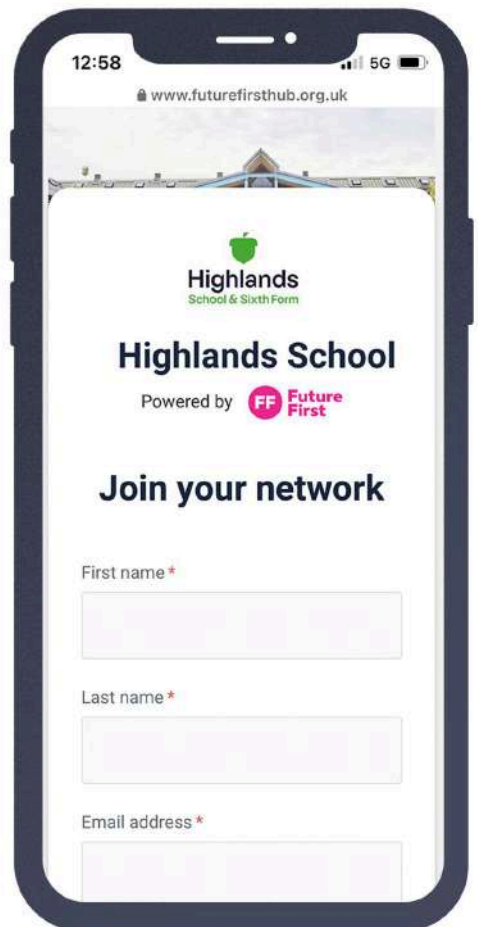 12:58 5G
www.futurefirsthub.org.uk
Highlands
School & Sixth Form
Highlands School
Powered by FF Future
First
Join your network
First name *
Last name *
Email address *